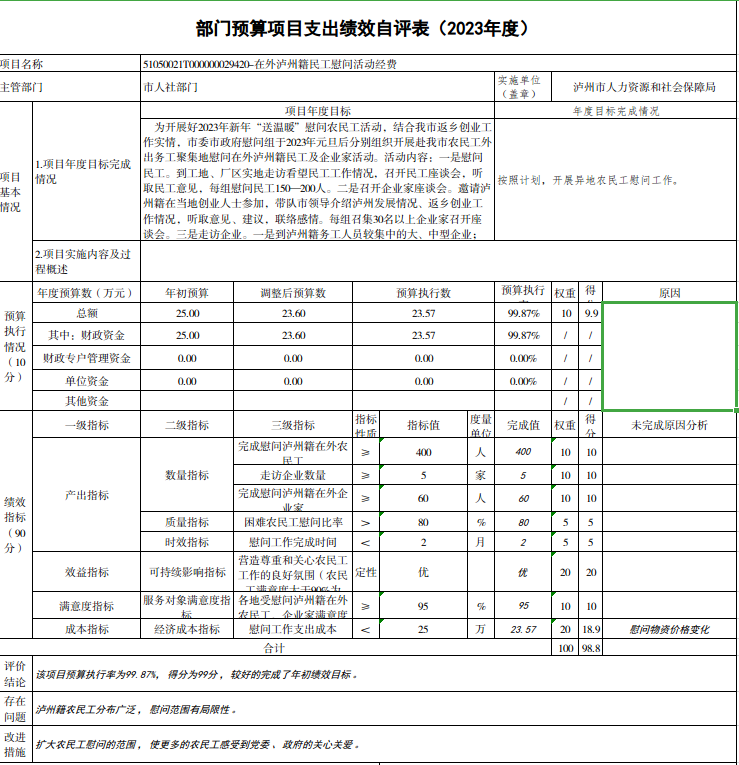 部门预算项目支出绩效自评表（2023年度）
项目名称 51050021T000000029420-在外泸州籍民工慰问活动经费
主管部门 市人社部门 实施单位（盖章） 泸州市人力资源和社会保障局
项目基本情况 1.项目年度目标完成情况 项目年度目标 年度目标完成情况
为开展好2023年新年“送温暖”慰问农民工活动，结合我市返乡创业工
作实情，市委市政府慰问组于2023年元旦后分别组织开展赴我市农民工外
出务工聚集地慰问在外泸州籍民工及企业家活动。活动内容：一是慰问
民工。到工地、厂区实地走访看望民工工作情况，召开民工座谈会，听
取民工意见，每组慰问民工150—200人。二是召开企业家座谈会。邀请泸
州籍在当地创业人士参加，带队市领导介绍泸州发展情况、返乡创业工
作情况，听取意见、建议，联络感情。每组召集30名以上企业家召开座
谈会。三是走访企业。一是到泸州籍务工人员较集中的大、中型企业；
按照计划，开展异地农民工慰问工作。
2.项目实施内容及过程概述
预算执行情况（10分） 年度预算数（万元） 年初预算 调整后预算数 预算执行数 预算执行 权重 得 原因
总额 25.00 23.60 23.57 99.87% 10 9.9
其中：财政资金 25.00 23.60 23.57 99.87% / /
财政专户管理资金 0.00 0.00 0.00 0.00% / /
单位资金 0.00 0.00 0.00 0.00% / /
其他资金 / /
绩效指标（90分） 一级指标 二级指标 三级指标 指标性质 指标值 度量单位 完成值 权重 得分 未完成原因分析
产出指标 数量指标 完成慰问泸州籍在外农民工 ≥ 400 人 400 10 10
走访企业数量 ≥ 5 家 5 10 10
完成慰问泸州籍在外企业家 ≥ 60 人 60 10 10
质量指标 困难农民工慰问比率 > 80 % 80 5 5
时效指标 慰问工作完成时间 < 2 月 2 5 5
效益指标 可持续影响指标 营造尊重和关心农民工工作的良好氛围（农民工满意度大于90%为 定性 优 优 20 20
满意度指标 服务对象满意度指标 各地受慰问泸州籍在外农民工、企业家满意度 ≥ 95 % 95 10 10
成本指标 经济成本指标 慰问工作支出成本 < 25 万 23.57 20 18.9 慰问物资价格变化
合计 100 98.8
评价结论 该项目预算执行率为99.87%，得分为99分，较好的完成了年初绩效目标。
存在问题 泸州籍农民工分布广泛，慰问范围有局限性。
改进措施 扩大农民工慰问的范围，使更多的农民工感受到党委、政府的关心关爱。